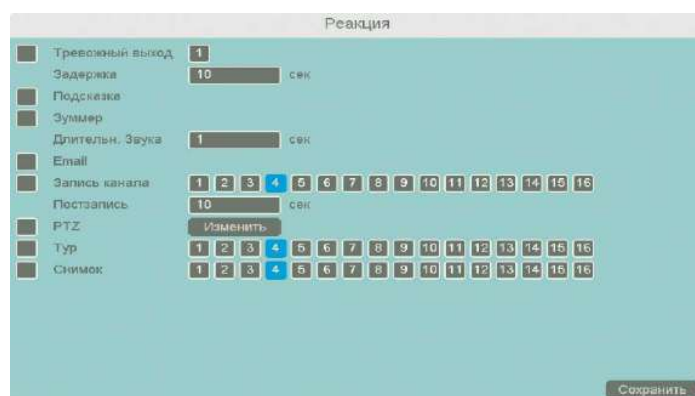 Реакция
Тревожный выход 1
Задержка 10 сек
Подсказка
Зуммер
Длительн. Звука 1 сек
Email
Запись канала 1 2 3 4 5 6 7 8 9 10 11 12 13 14 15 16
Постзапись 10 сек
PTZ Изменить
Тур 1 2 3 4 5 6 7 8 9 10 11 12 13 14 15 16
Снимок 1 2 3 4 5 6 7 8 9 10 11 12 13 14 15 16
Сохранить